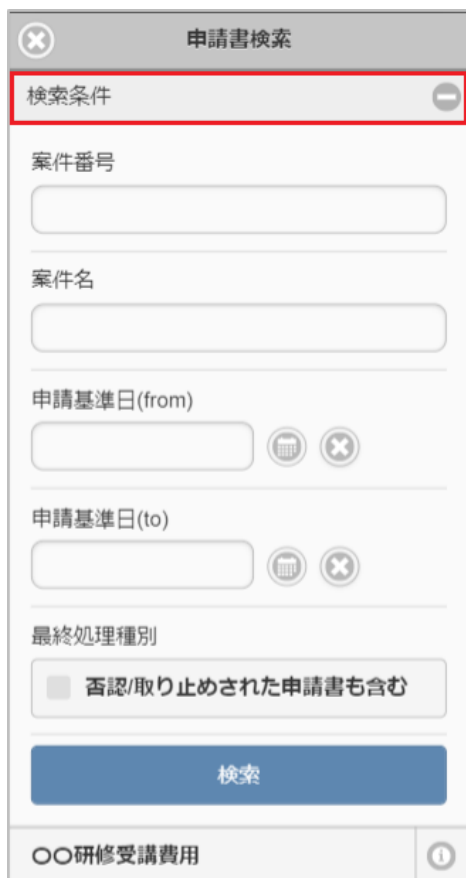 申請書検索
検索条件
案件番号
案件名
申請基準日(from)
申請基準日(to)
最終処理種別
否認/取り止めされた申請書も含む
検索
〇〇研修受講費用